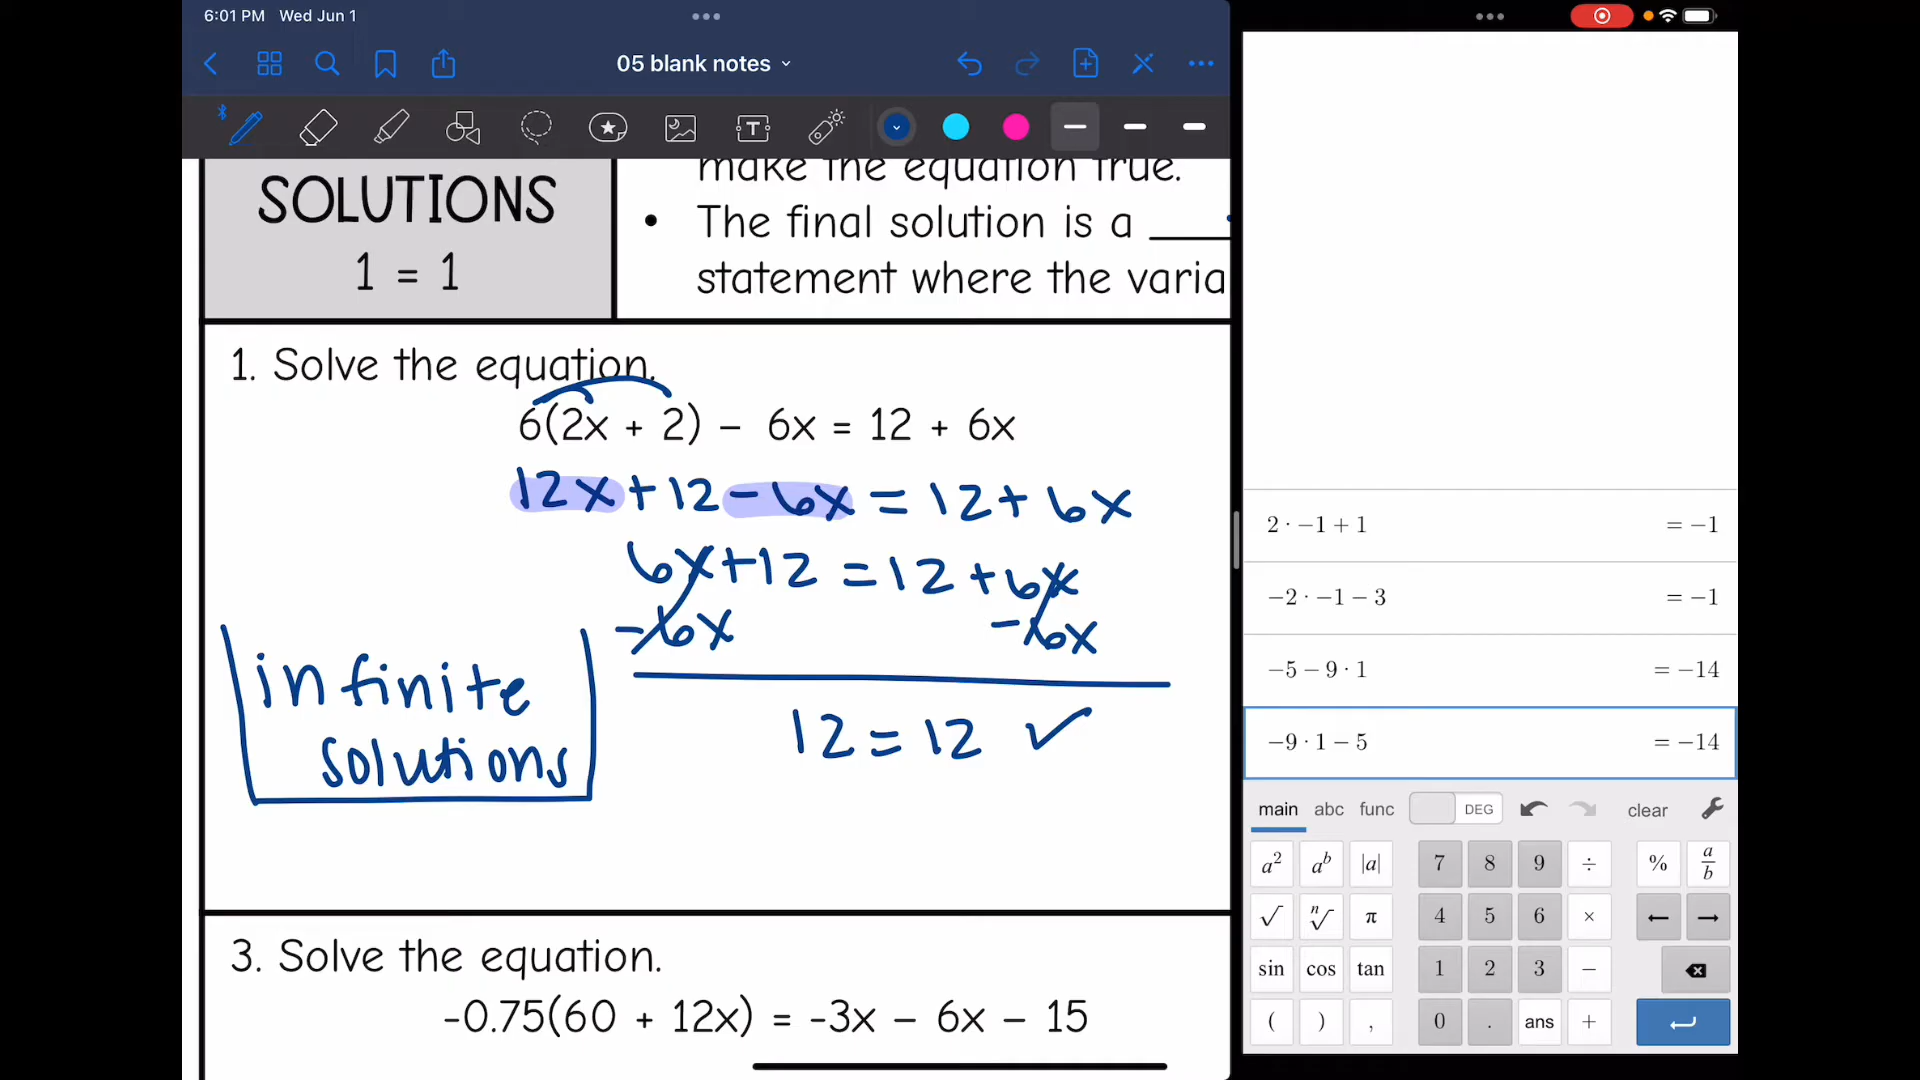 6:01 PM Wed Jun 1
05 blank notes
SOLUTIONS
1 = 1
make the equation true.
• The final solution is a ____
statement where the varia
1. Solve the equation.
6(2x + 2) - 6x = 12 + 6x
12x+12-6x = 12+6x
6x+12 = 12+6x
-6x -6x
12=12 ✓
infinite
solutions
3. Solve the equation.
-0.75(60 + 12x) = -3x - 6x - 15
2 · −1 + 1 = −1
−2 · −1 − 3 = −1
−5 − 9 · 1 = −14
−9 · 1 − 5 = −14
main abc func DEG clear
a² aᵇ |a| 7 8 9 ÷ % a/b
√ ⁿ√ π 4 5 6 × ← →
sin cos tan 1 2 3 −
( ) , 0 . ans +